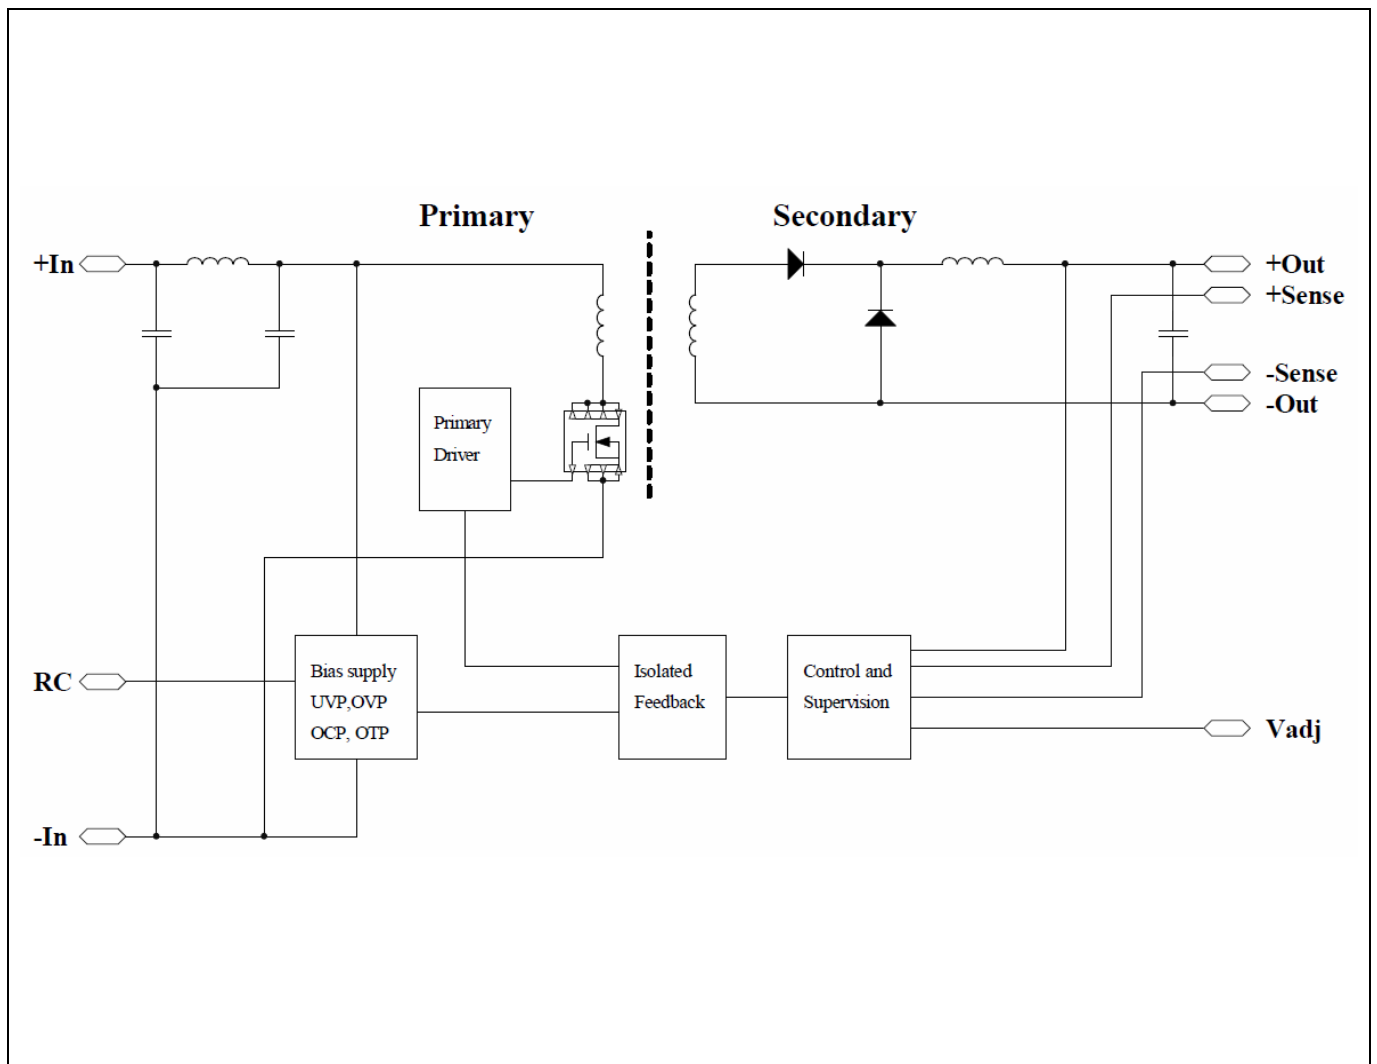 Primary
Secondary
+In
+Out
+Sense
-Sense
-Out
Primary
Driver
RC
Bias supply
UVP,OVP
OCP, OTP
Isolated
Feedback
Control and
Supervision
Vadj
-In